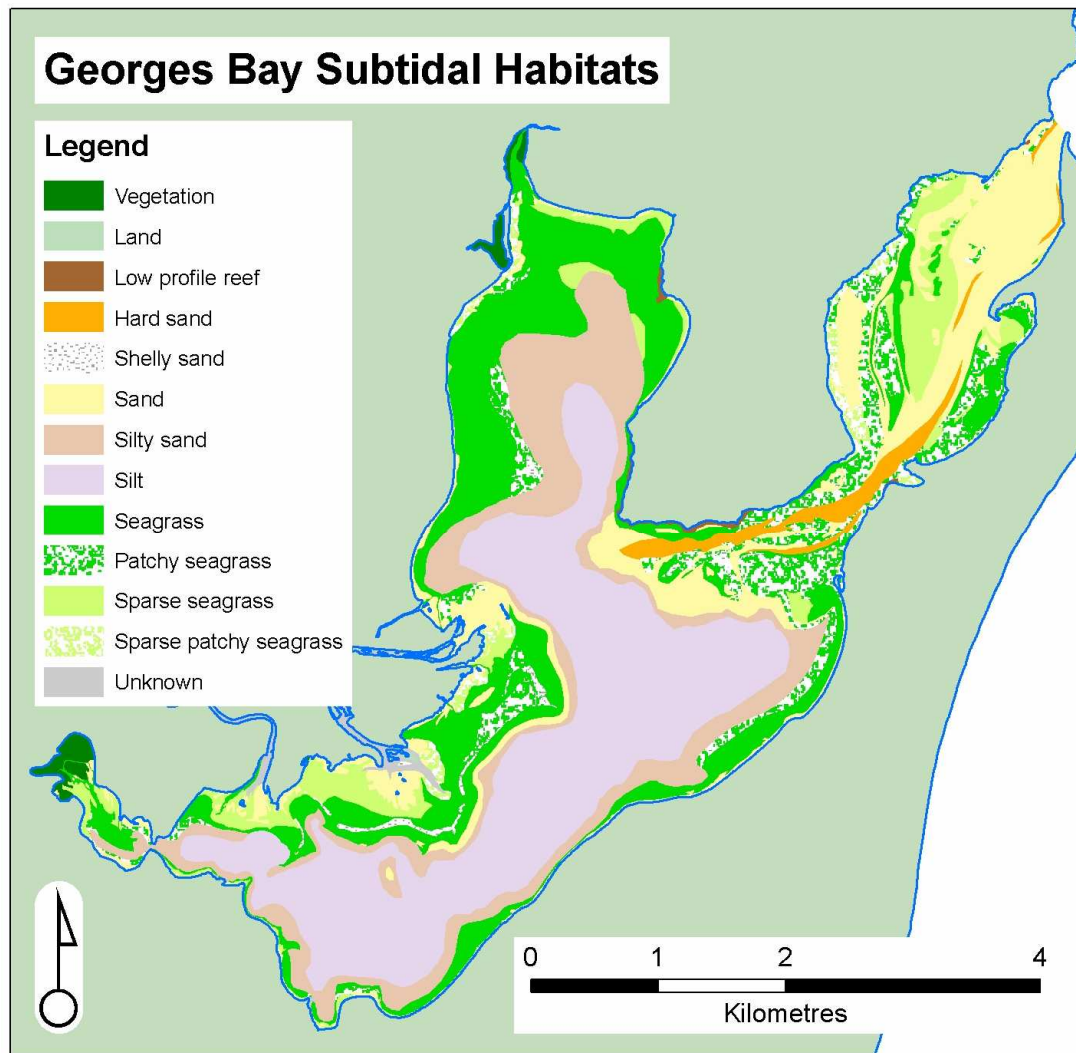 Georges Bay Subtidal Habitats
Legend
Vegetation
Land
Low profile reef
Hard sand
Shelly sand
Sand
Silty sand
Silt
Seagrass
Patchy seagrass
Sparse seagrass
Sparse patchy seagrass
Unknown
0 1 2 4
Kilometres